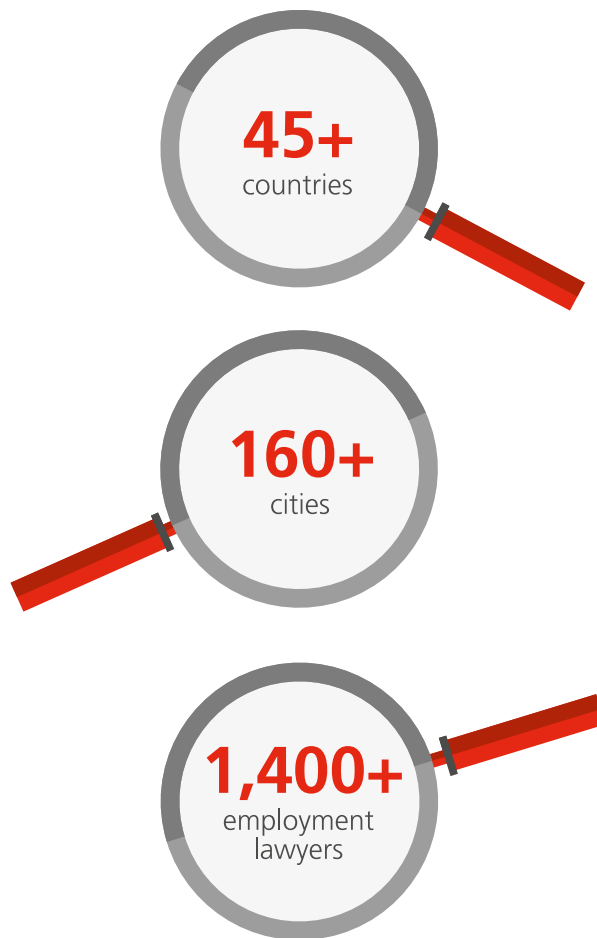 45+
countries
160+
cities
1,400+
employment
lawyers